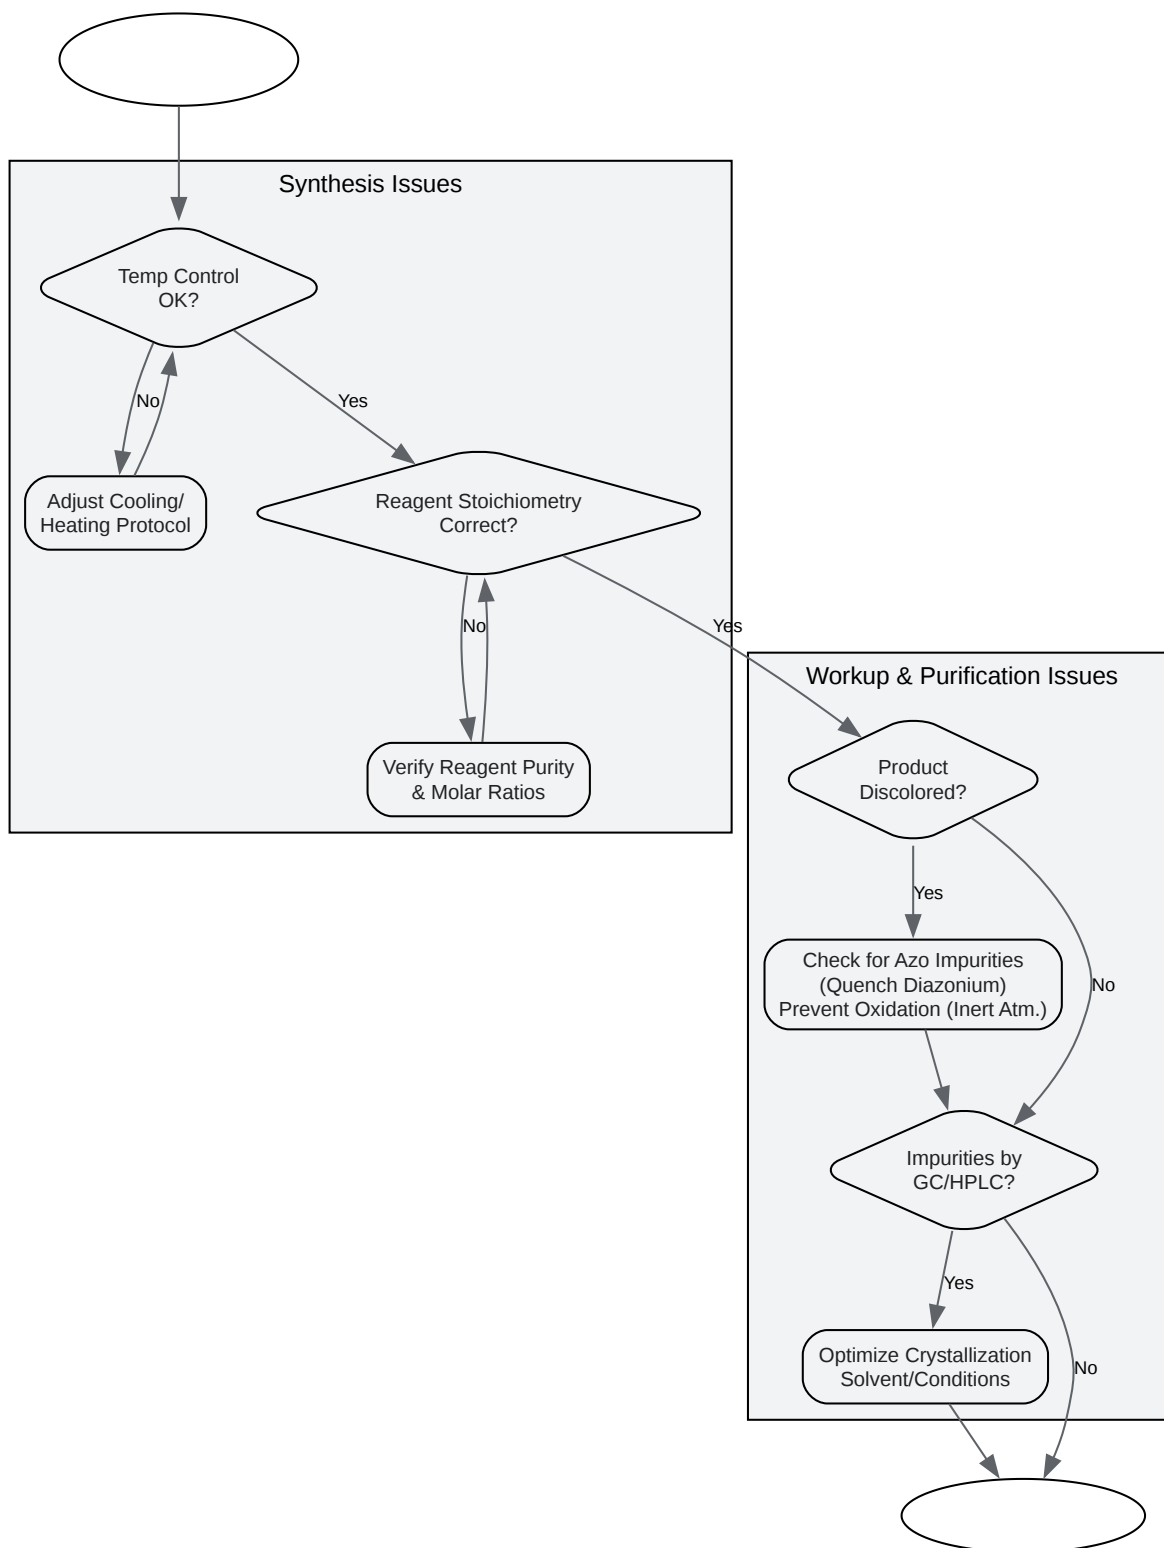 Synthesis Issues
Temp Control
OK?
No
Yes
Adjust Cooling/
Heating Protocol
Reagent Stoichiometry
Correct?
No
Yes
Verify Reagent Purity
& Molar Ratios
Workup & Purification Issues
Product
Discolored?
Yes
No
Check for Azo Impurities
(Quench Diazonium)
Prevent Oxidation (Inert Atm.)
Impurities by
GC/HPLC?
Yes
No
Optimize Crystallization
Solvent/Conditions